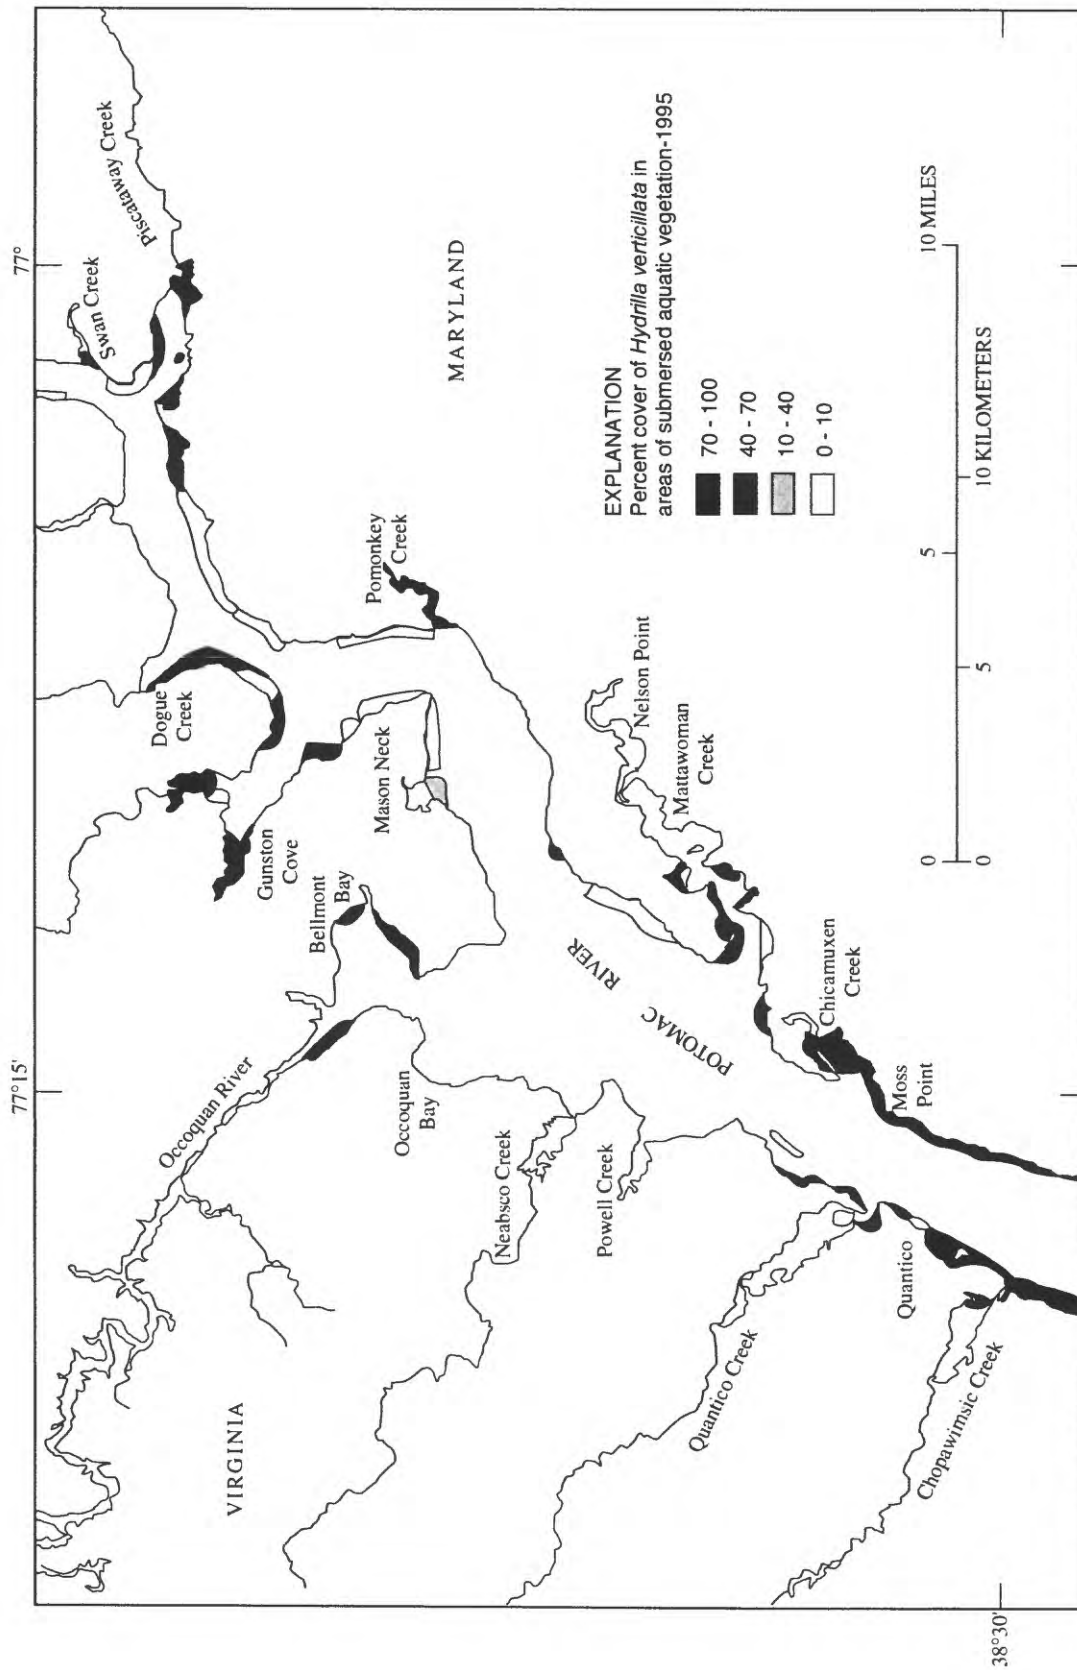 77°15'
77°
38°30'
Swan Creek
Piscataway Creek
Dogue
Creek
Gunston
Cove
Bellmont
Bay
Mason Neck
Pomonkey
Creek
MARYLAND
Occoquan River
Occoquan
Bay
VIRGINIA
Neabsco Creek
Powell Creek
POTOMAC
RIVER
Nelson Point
Mattawoman
Creek
Chicamuxen
Creek
Moss
Point
Quantico Creek
Quantico
Chopawimsic Creek
EXPLANATION
Percent cover of Hydrilla verticillata in
areas of submersed aquatic vegetation-1995
70 - 100
40 - 70
10 - 40
0 - 10
0 5 10 MILES
0 5 10 KILOMETERS